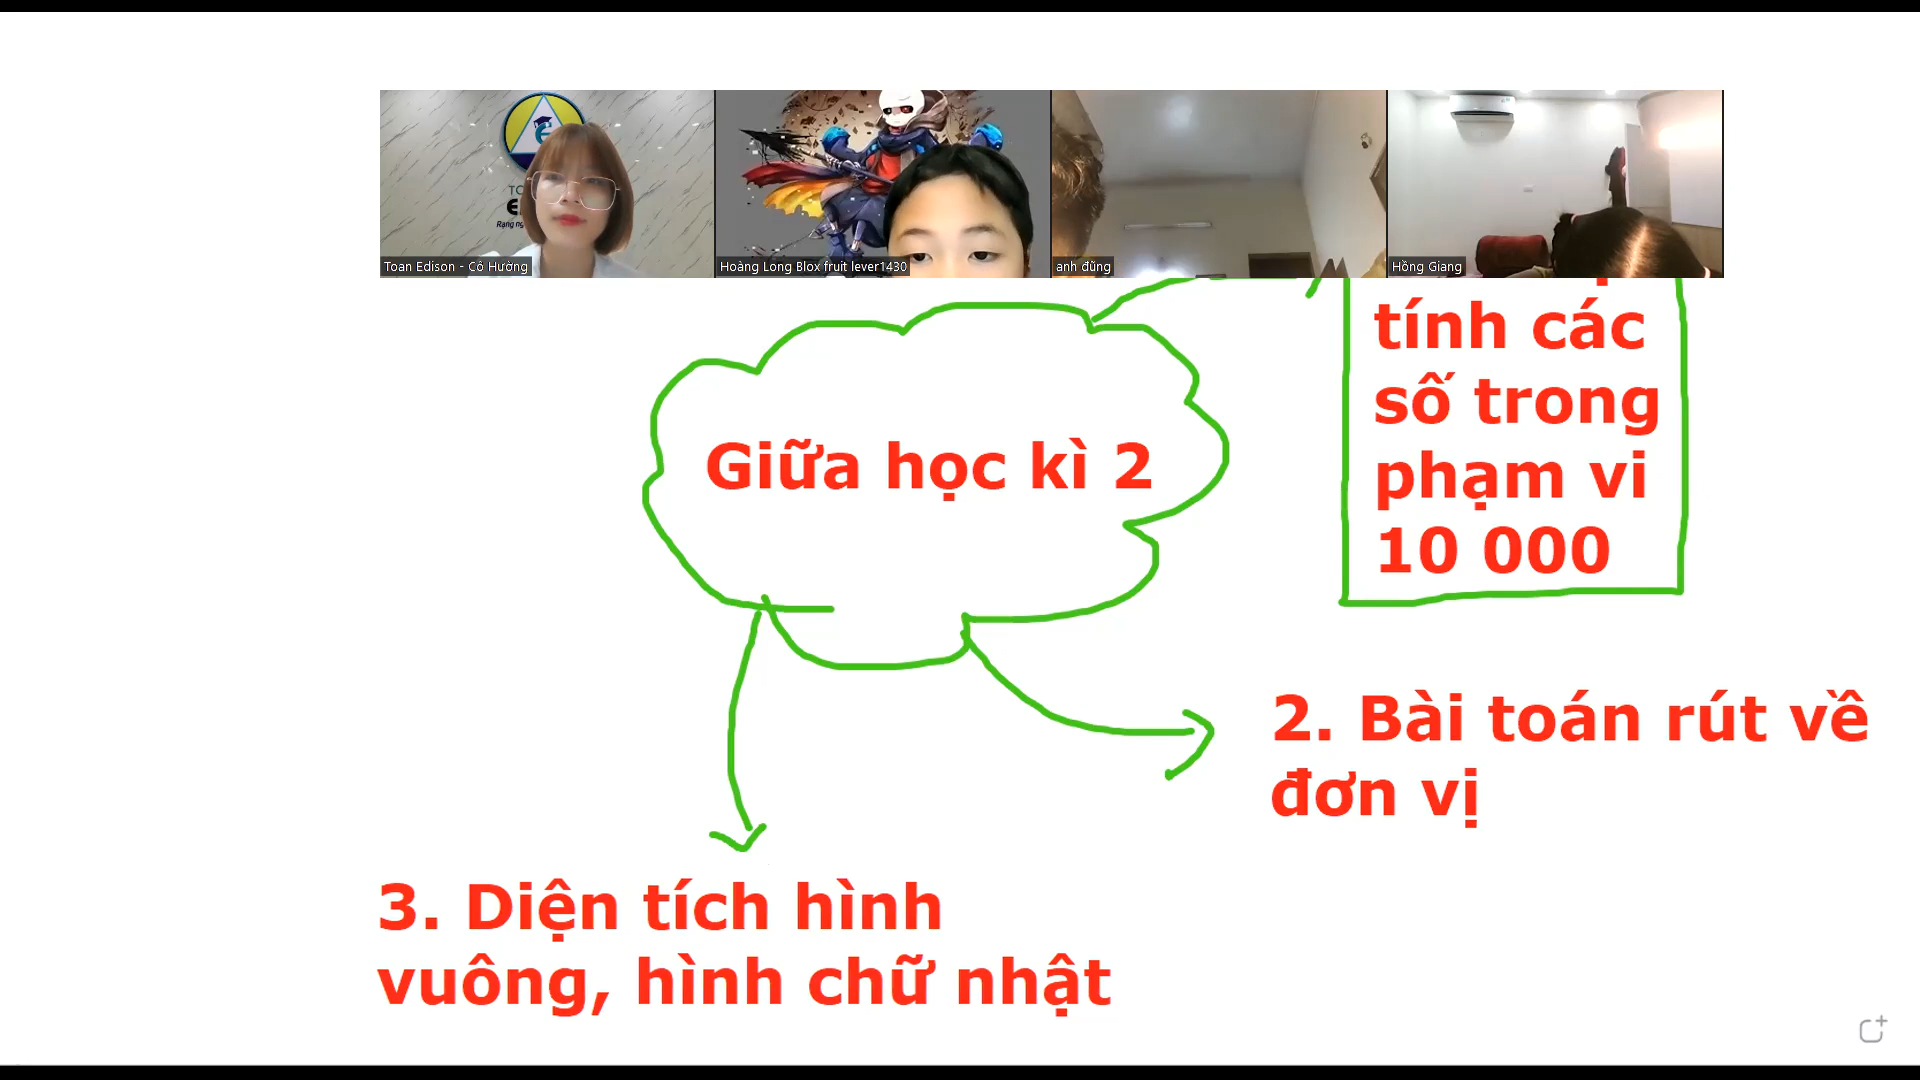 Toan Edison - Cô Hường
Hoàng Long Blox fruit lever1430
anh đũng
Hồng Giang
tính các
số trong
phạm vi
10 000
Giữa học kì 2
2. Bài toán rút về
đơn vị
3. Diện tích hình
vuông, hình chữ nhật